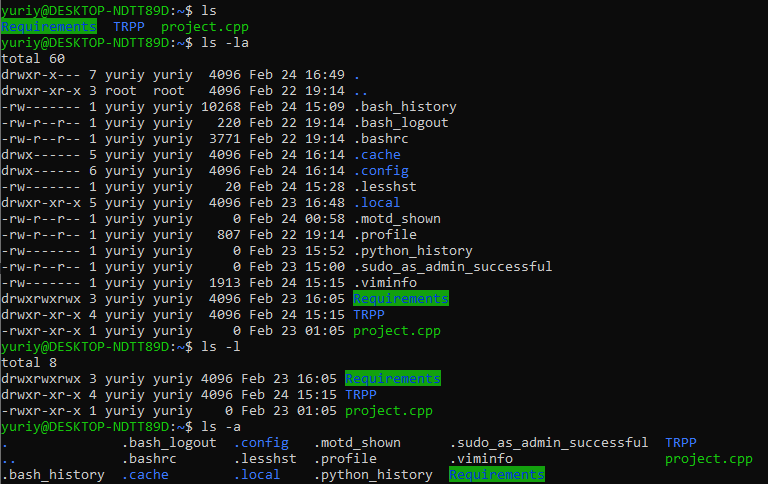 yuriy@DESKTOP-NDTT89D:~$ ls
Requirements  TRPP  project.cpp
yuriy@DESKTOP-NDTT89D:~$ ls -la
total 60
drwxr-x--- 7 yuriy yuriy  4096 Feb 24 16:49 .
drwxr-xr-x 3 root  root   4096 Feb 22 19:14 ..
-rw------- 1 yuriy yuriy 10268 Feb 24 15:09 .bash_history
-rw-r--r-- 1 yuriy yuriy   220 Feb 22 19:14 .bash_logout
-rw-r--r-- 1 yuriy yuriy  3771 Feb 22 19:14 .bashrc
drwx------ 5 yuriy yuriy  4096 Feb 24 16:14 .cache
drwx------ 6 yuriy yuriy  4096 Feb 24 16:14 .config
-rw------- 1 yuriy yuriy    20 Feb 24 15:28 .lesshst
drwxr-xr-x 5 yuriy yuriy  4096 Feb 23 16:48 .local
-rw-r--r-- 1 yuriy yuriy     0 Feb 24 00:58 .motd_shown
-rw-r--r-- 1 yuriy yuriy   807 Feb 22 19:14 .profile
-rw------- 1 yuriy yuriy     0 Feb 23 15:52 .python_history
-rw-r--r-- 1 yuriy yuriy     0 Feb 23 15:00 .sudo_as_admin_successful
-rw------- 1 yuriy yuriy  1913 Feb 24 15:15 .viminfo
drwxrwxrwx 3 yuriy yuriy  4096 Feb 23 16:05 Requirements
drwxr-xr-x 4 yuriy yuriy  4096 Feb 24 15:15 TRPP
-rwxr-xr-x 1 yuriy yuriy     0 Feb 23 01:05 project.cpp
yuriy@DESKTOP-NDTT89D:~$ ls -l
total 8
drwxrwxrwx 3 yuriy yuriy 4096 Feb 23 16:05 Requirements
drwxr-xr-x 4 yuriy yuriy 4096 Feb 24 15:15 TRPP
-rwxr-xr-x 1 yuriy yuriy    0 Feb 23 01:05 project.cpp
yuriy@DESKTOP-NDTT89D:~$ ls -a
.              .bash_logout  .config   .motd_shown      .sudo_as_admin_successful  TRPP
..             .bashrc       .lesshst  .profile         .viminfo                   project.cpp
.bash_history  .cache        .local    .python_history  Requirements